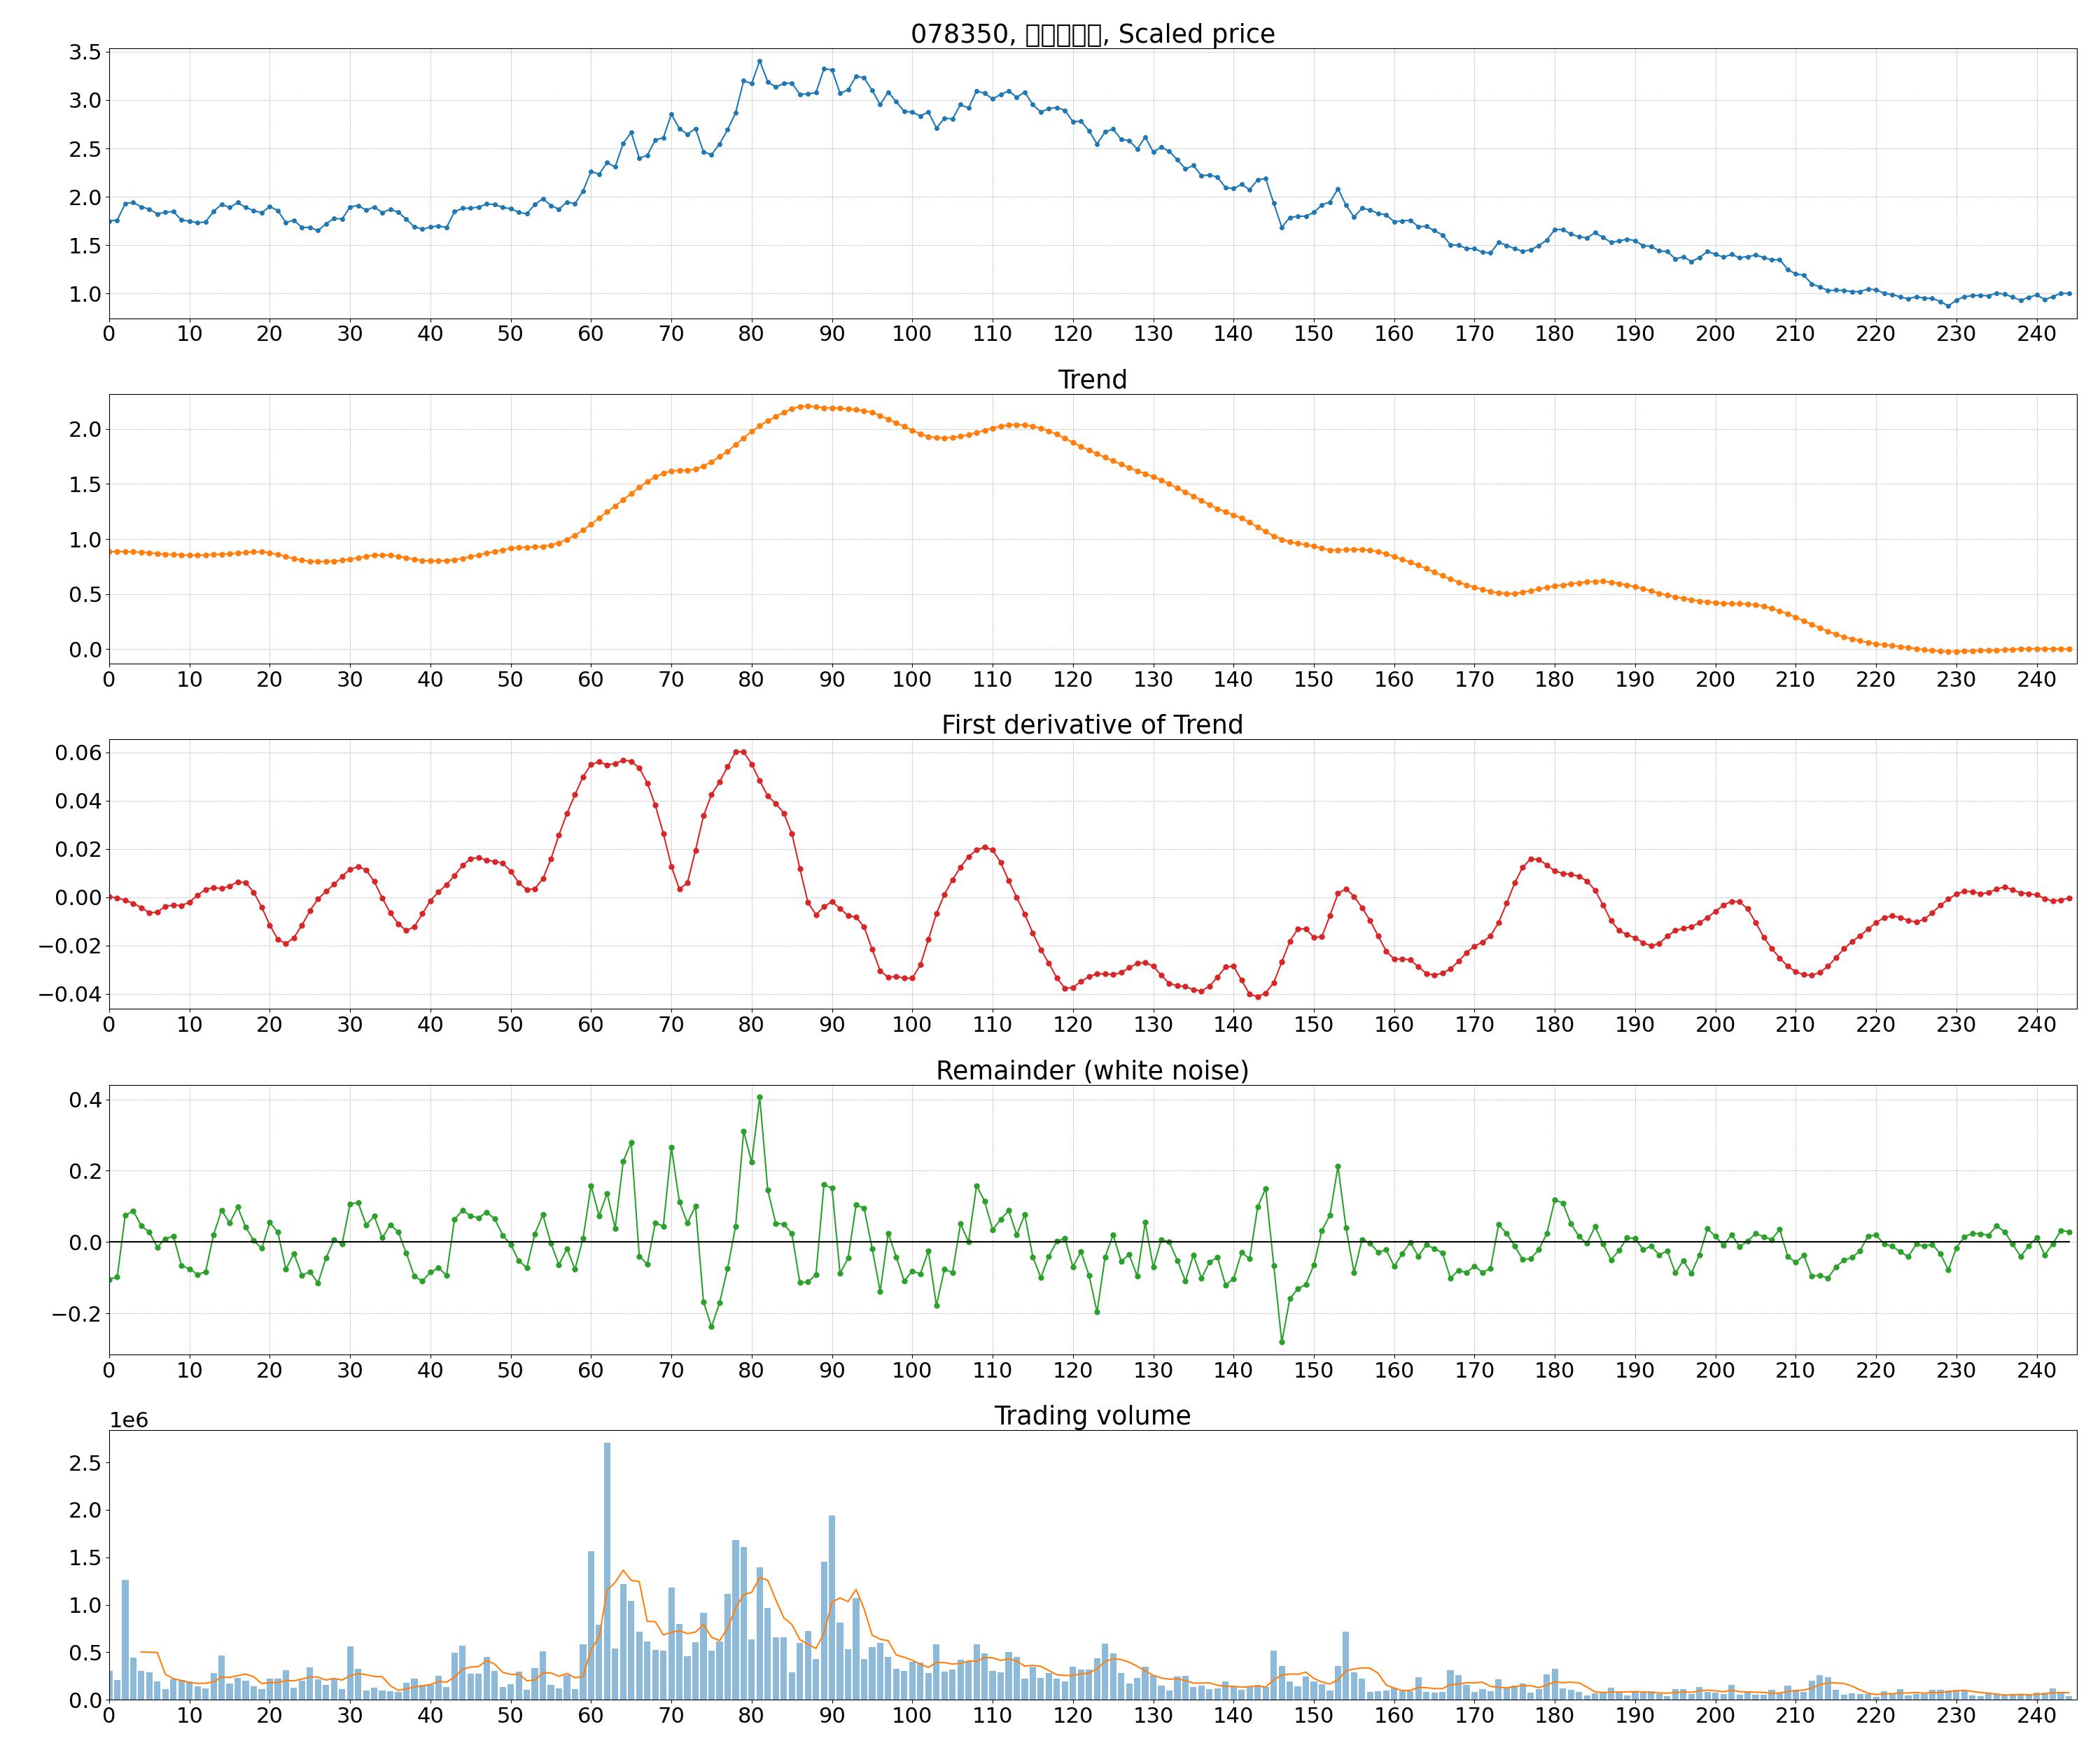 078350, □□□□□, Scaled price
3.5
3.0
2.5
2.0
1.5
1.0
0 10 20 30 40 50 60 70 80 90 100 110 120 130 140 150 160 170 180 190 200 210 220 230 240
Trend
2.0
1.5
1.0
0.5
0.0
0 10 20 30 40 50 60 70 80 90 100 110 120 130 140 150 160 170 180 190 200 210 220 230 240
First derivative of Trend
0.06
0.04
0.02
0.00
−0.02
−0.04
0 10 20 30 40 50 60 70 80 90 100 110 120 130 140 150 160 170 180 190 200 210 220 230 240
Remainder (white noise)
0.4
0.2
0.0
−0.2
0 10 20 30 40 50 60 70 80 90 100 110 120 130 140 150 160 170 180 190 200 210 220 230 240
Trading volume
1e6
2.5
2.0
1.5
1.0
0.5
0.0
0 10 20 30 40 50 60 70 80 90 100 110 120 130 140 150 160 170 180 190 200 210 220 230 240